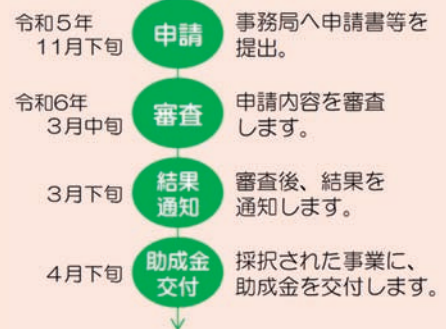 令和5年
11月下旬
申請
事務局へ申請書等を
提出。
令和6年
3月中旬
審査
申請内容を審査
します。
3月下旬
結果
通知
審査後、結果を
通知します。
4月下旬
助成金
交付
採択された事業に、
助成金を交付します。